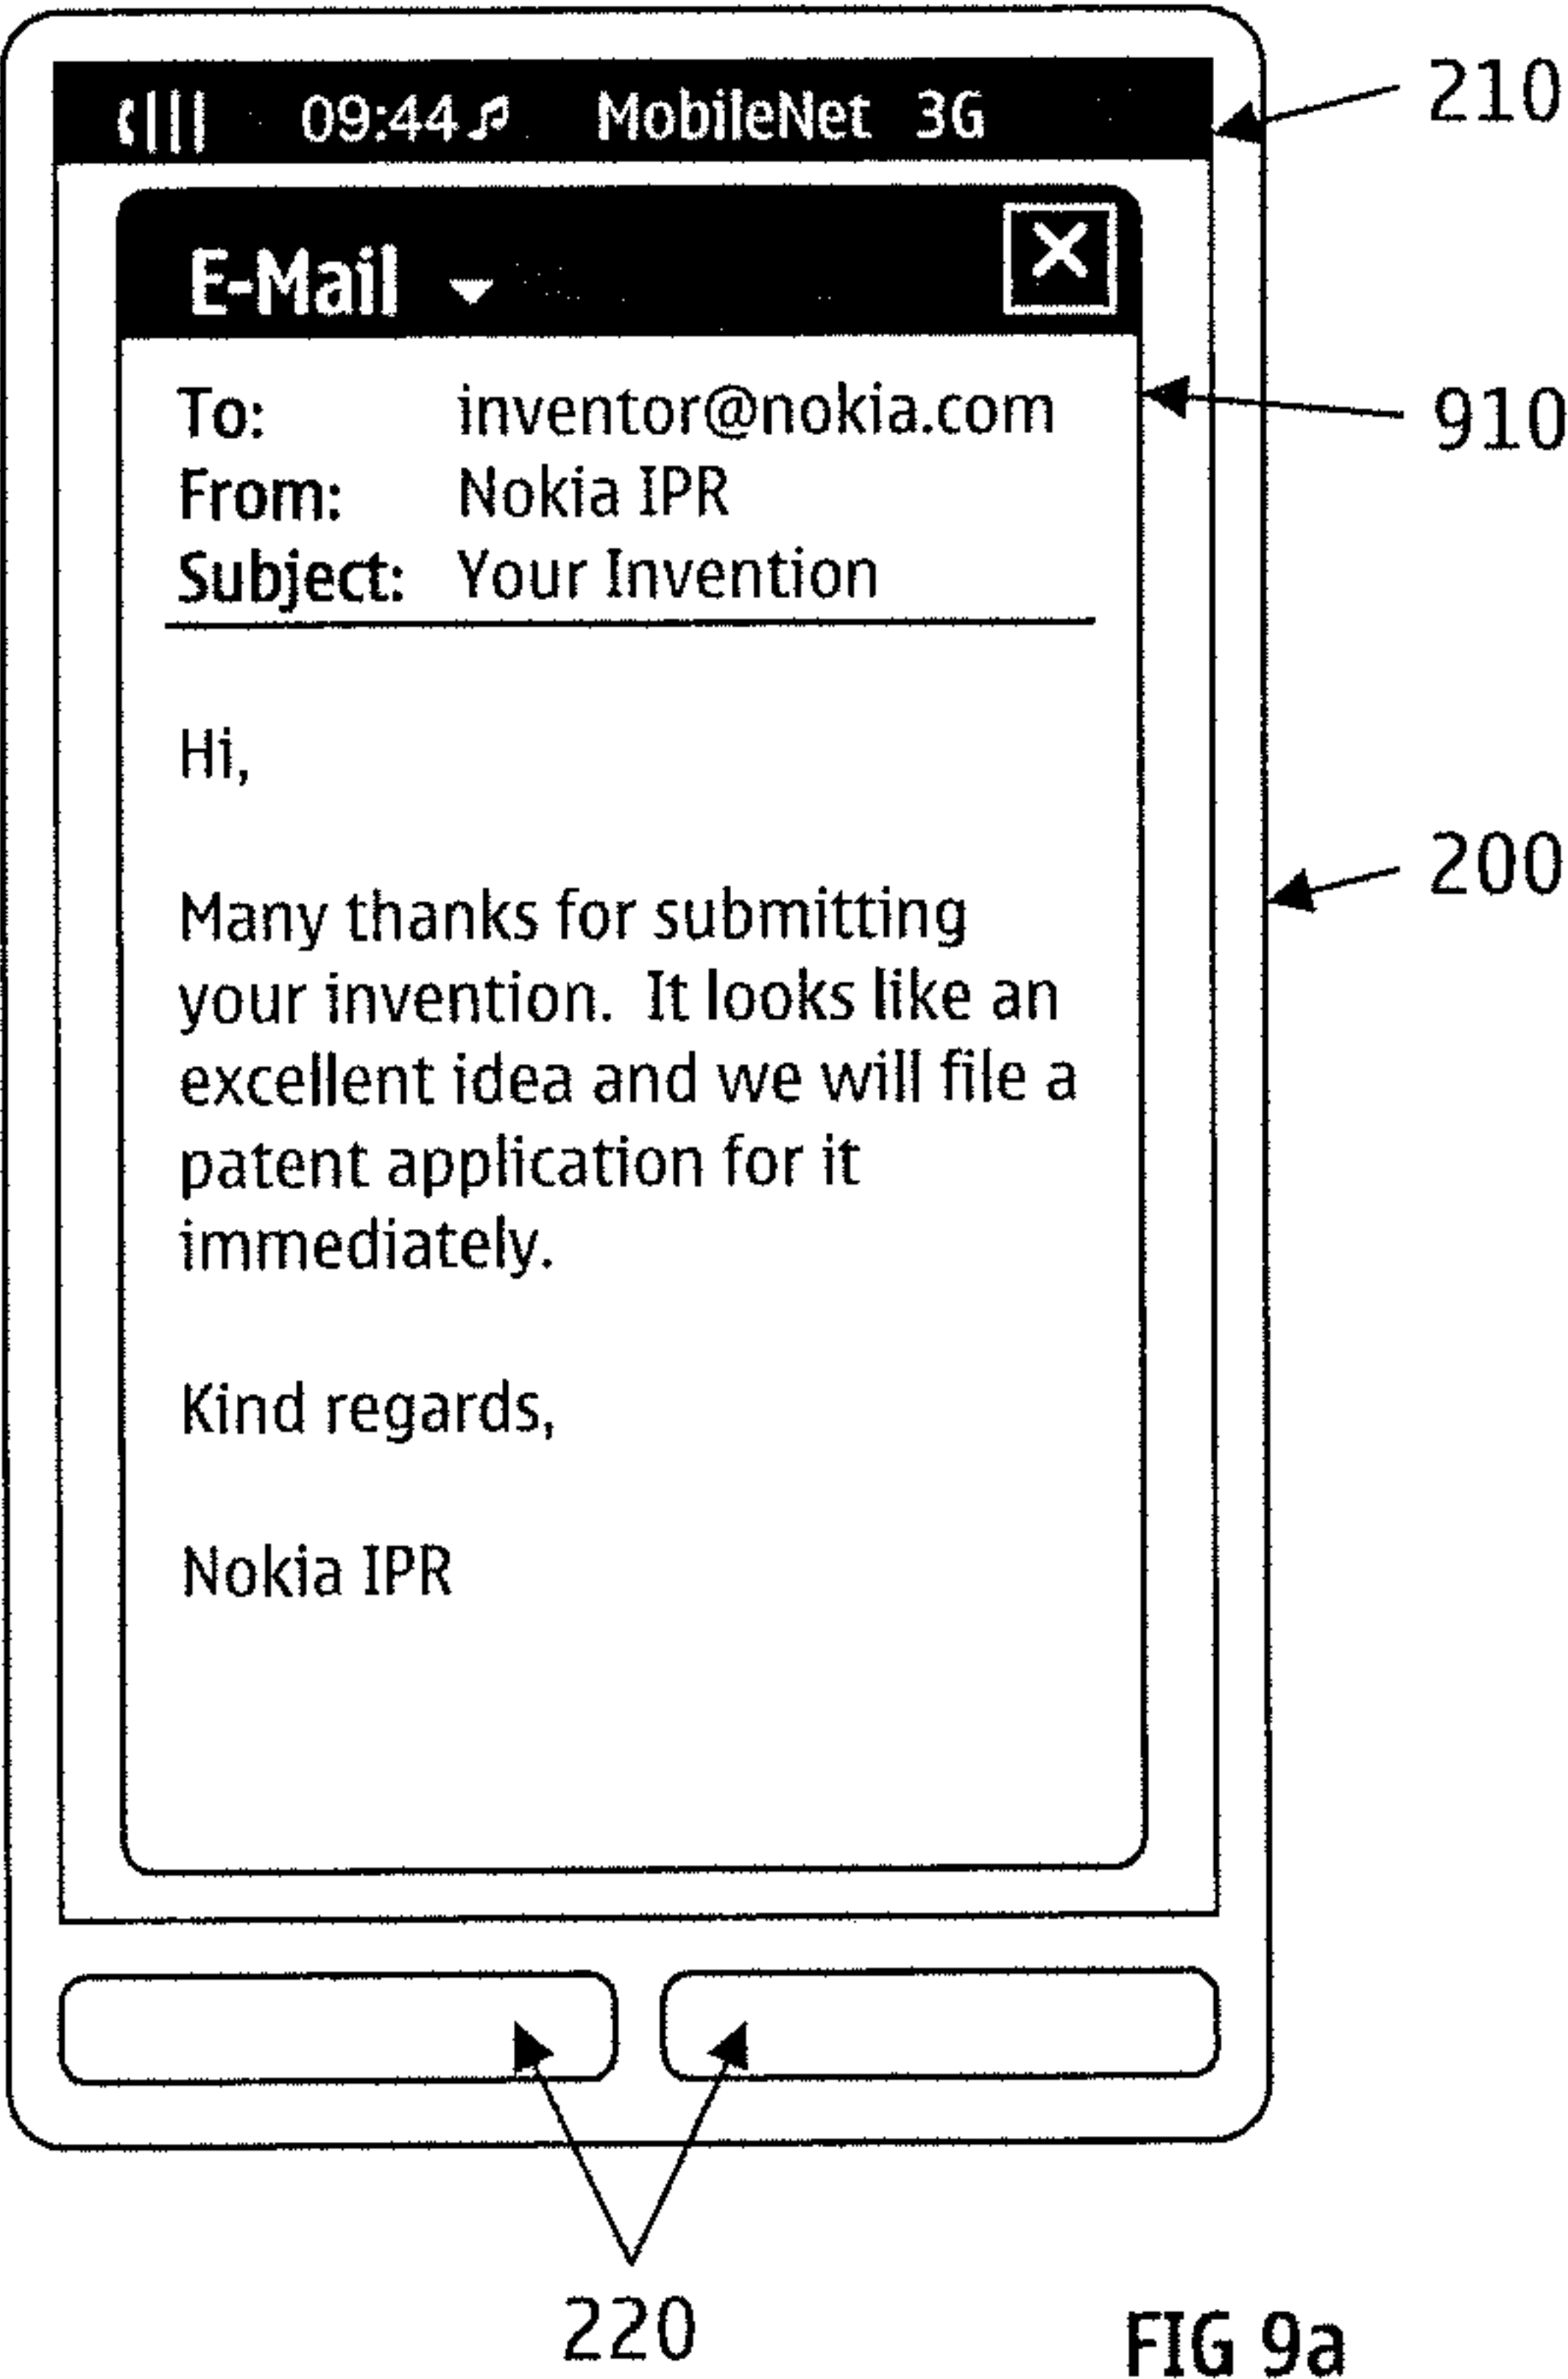 09:44 MobileNet 3G
210
E-Mail
To: inventor@nokia.com
910
From: Nokia IPR
Subject: Your Invention
Hi,
200
Many thanks for submitting
your invention. It looks like an
excellent idea and we will file a
patent application for it
immediately.
Kind regards,
Nokia IPR
220
FIG 9a